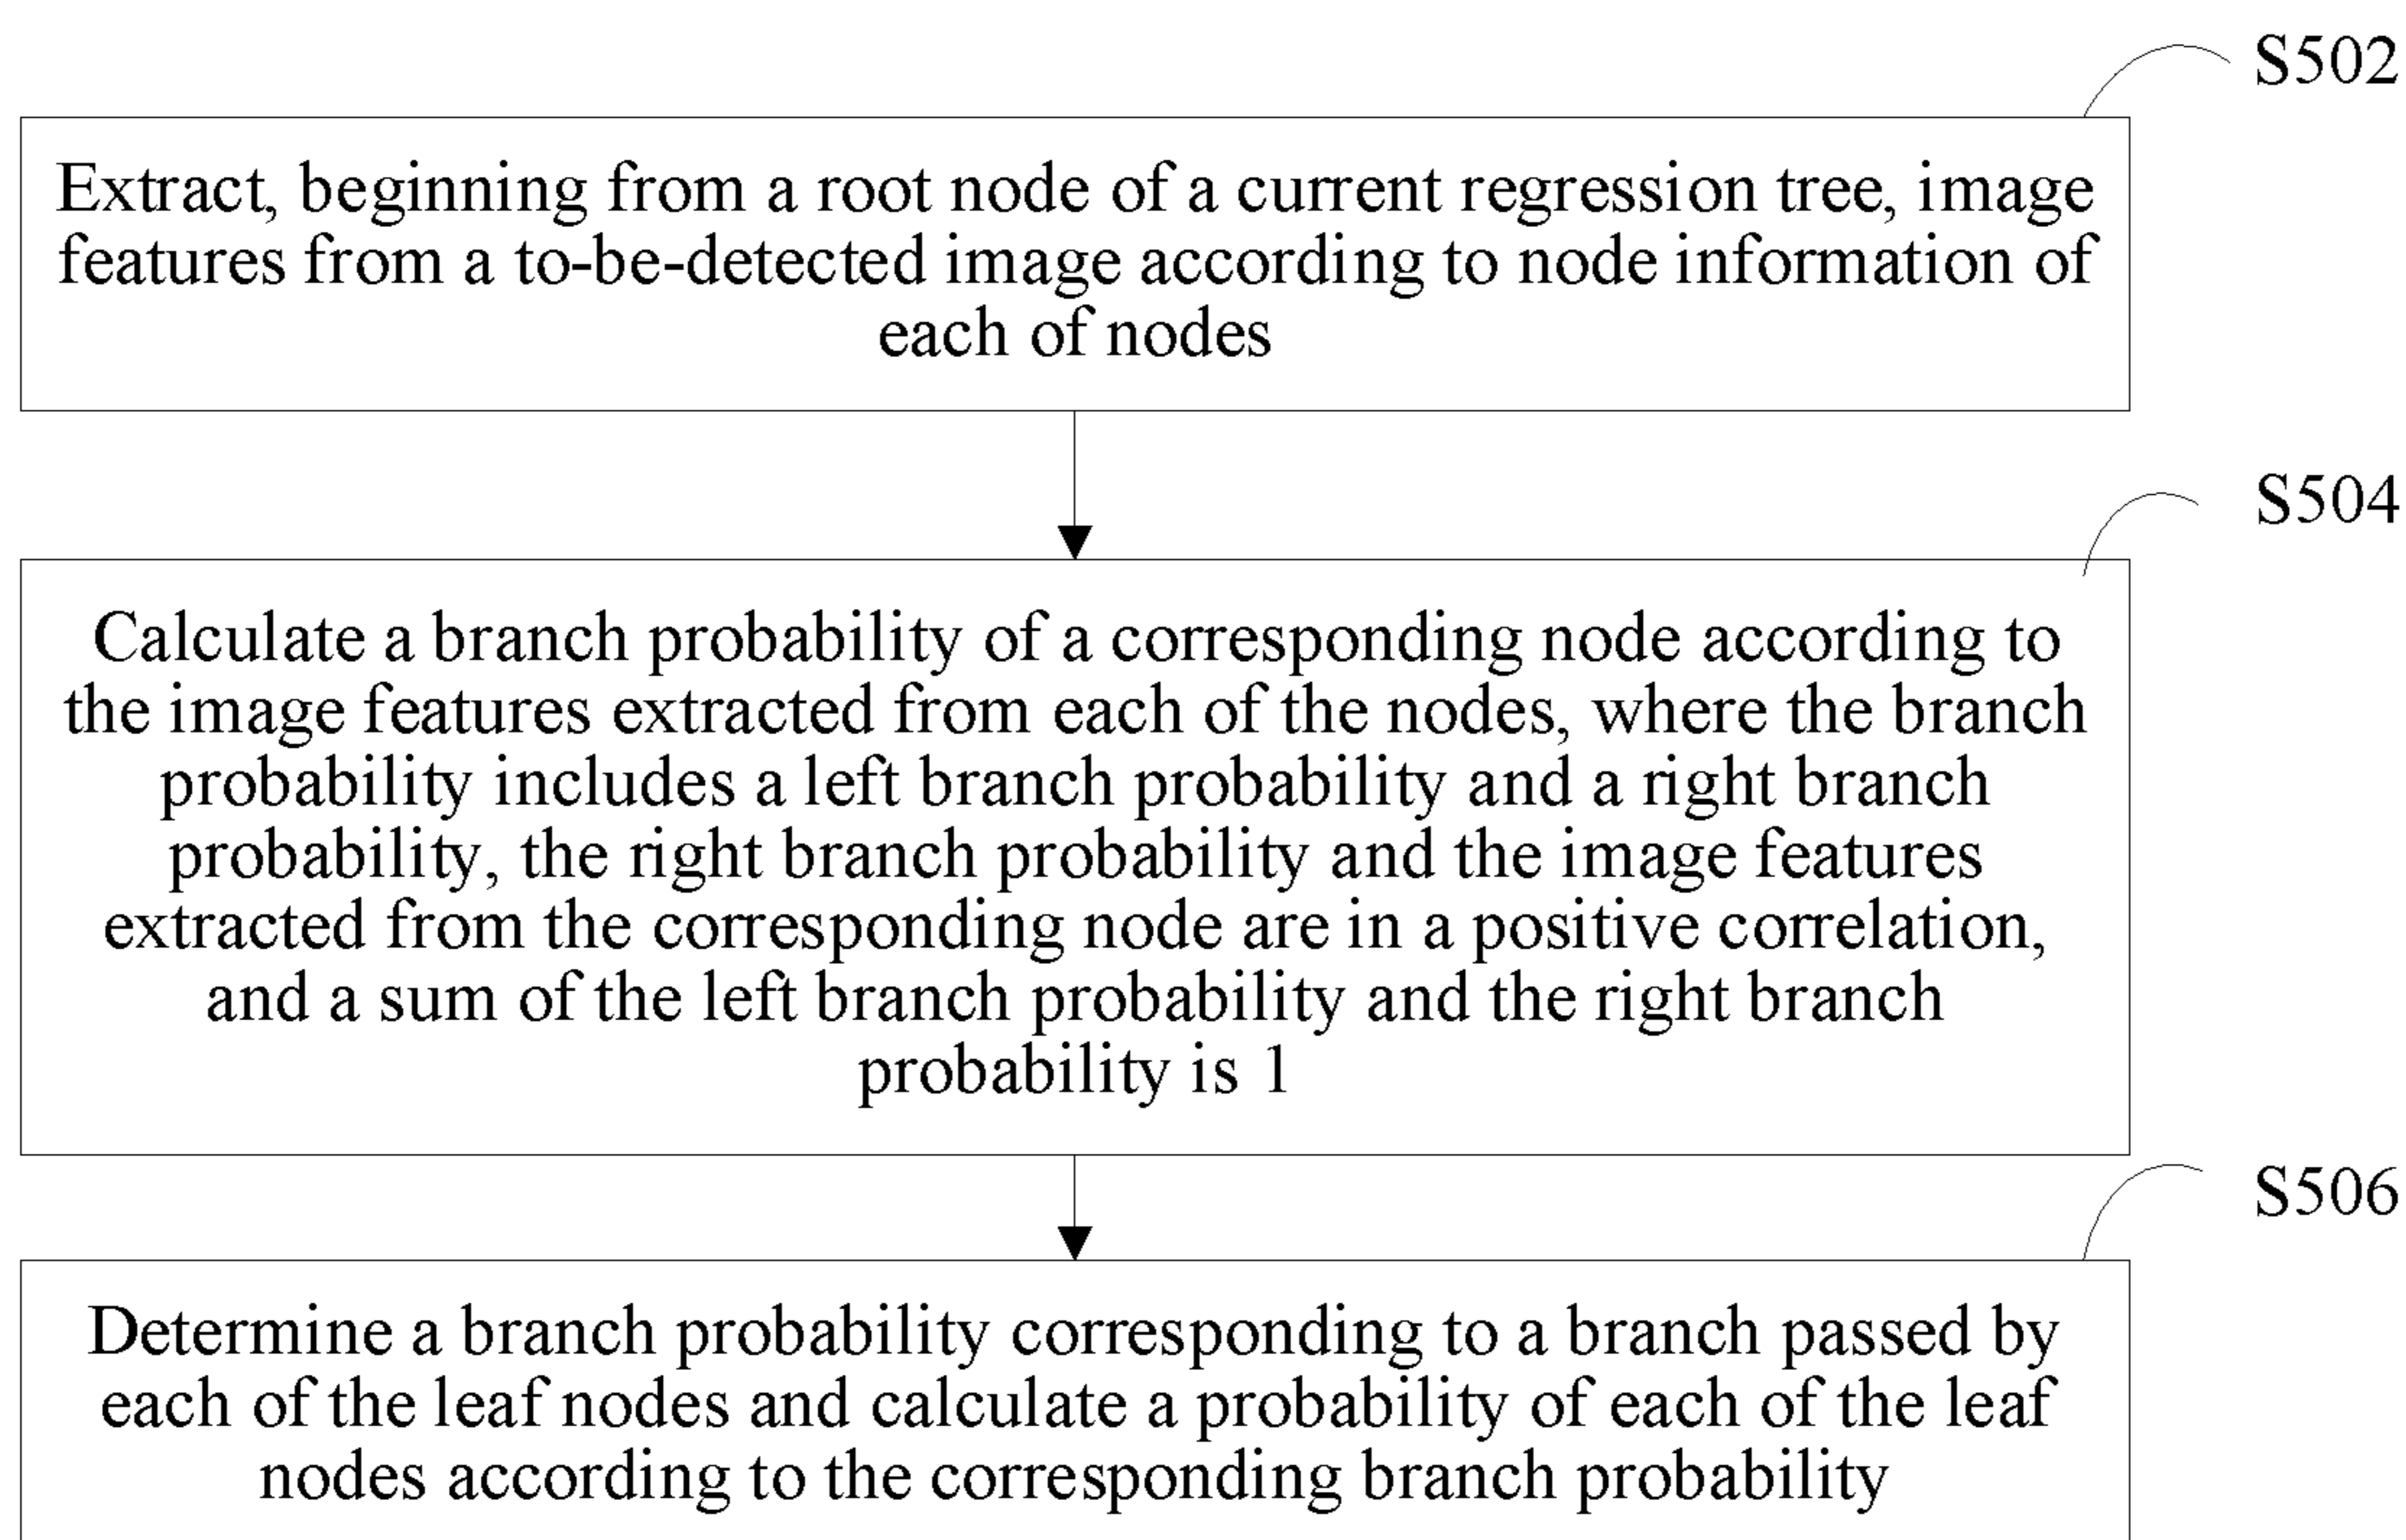 S502
Extract, beginning from a root node of a current regression tree, image
features from a to-be-detected image according to node information of
each of nodes
S504
Calculate a branch probability of a corresponding node according to
the image features extracted from each of the nodes, where the branch
probability includes a left branch probability and a right branch
probability, the right branch probability and the image features
extracted from the corresponding node are in a positive correlation,
and a sum of the left branch probability and the right branch
probability is 1
S506
Determine a branch probability corresponding to a branch passed by
each of the leaf nodes and calculate a probability of each of the leaf
nodes according to the corresponding branch probability